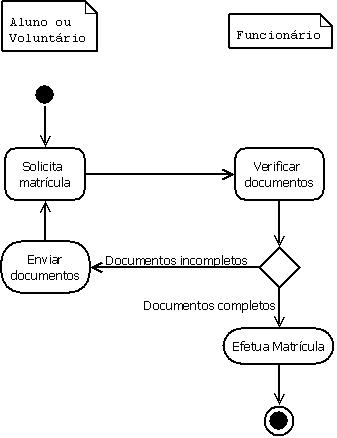 Aluno ou
Voluntário
Funcionário
Solicita
matrícula
Verificar
documentos
Enviar
documentos
Documentos incompletos
Documentos completos
Efetua Matrícula